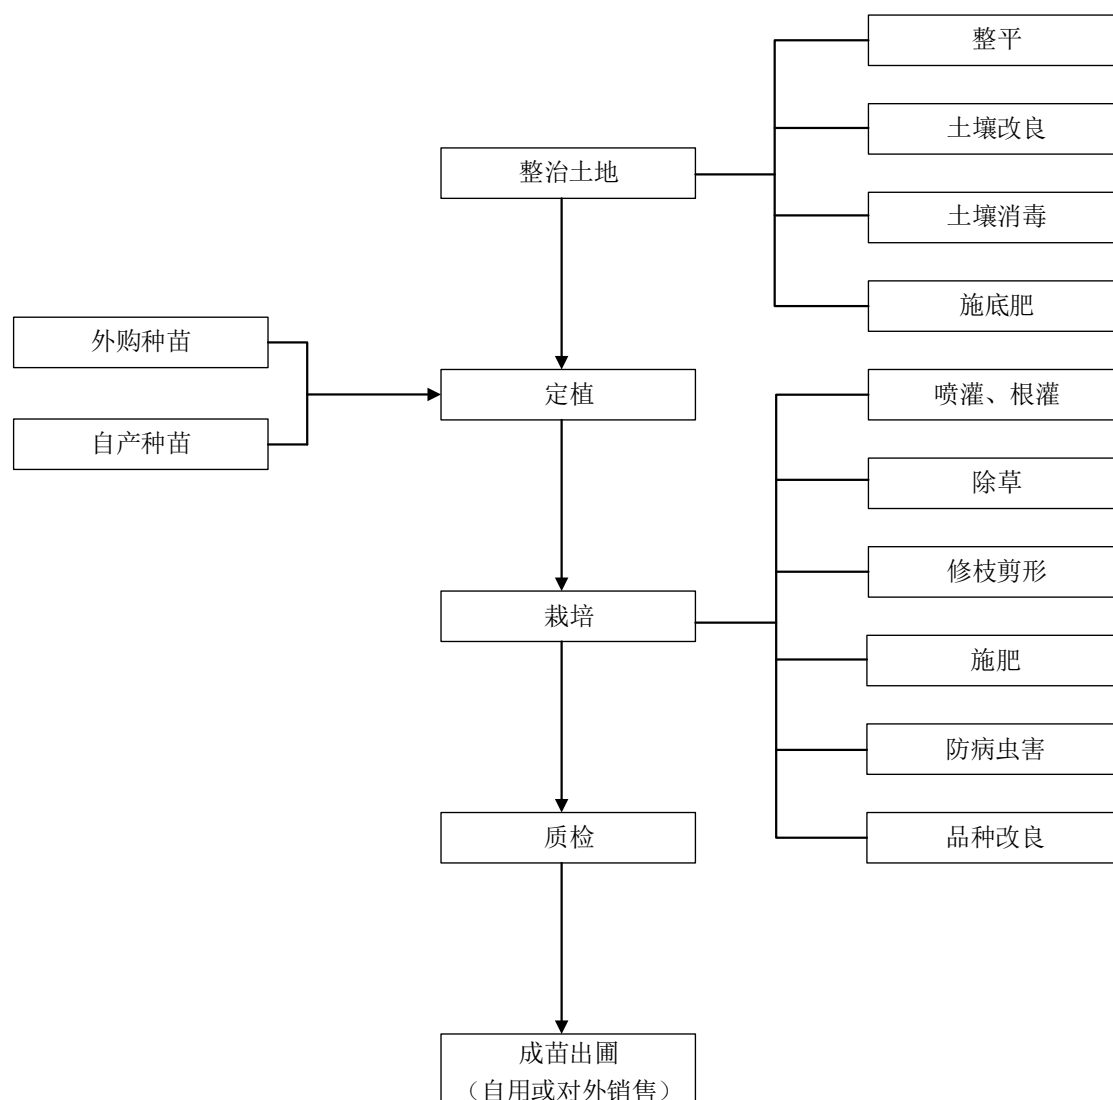 整平
土壤改良
整治土地
土壤消毒
施底肥
外购种苗
定植
喷灌、根灌
自产种苗
除草
修枝剪形
栽培
施肥
防病虫害
质检
品种改良
成苗出圃
（自用或对外销售）